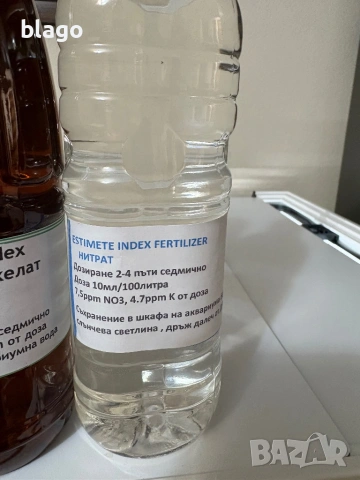 blago
ESTIMETE INDEX FERTILIZER
НИТРАТ
Дозиране 2-4 пъти седмично
Доза 10мл/100литра
7,5ppm NO3, 4.7ppm K от доза
Съхранение в шкафа на аквариум
слънчева светлина , дръж далеч от
dex
келат
седмично
от доза
риумна вода
BAZAR